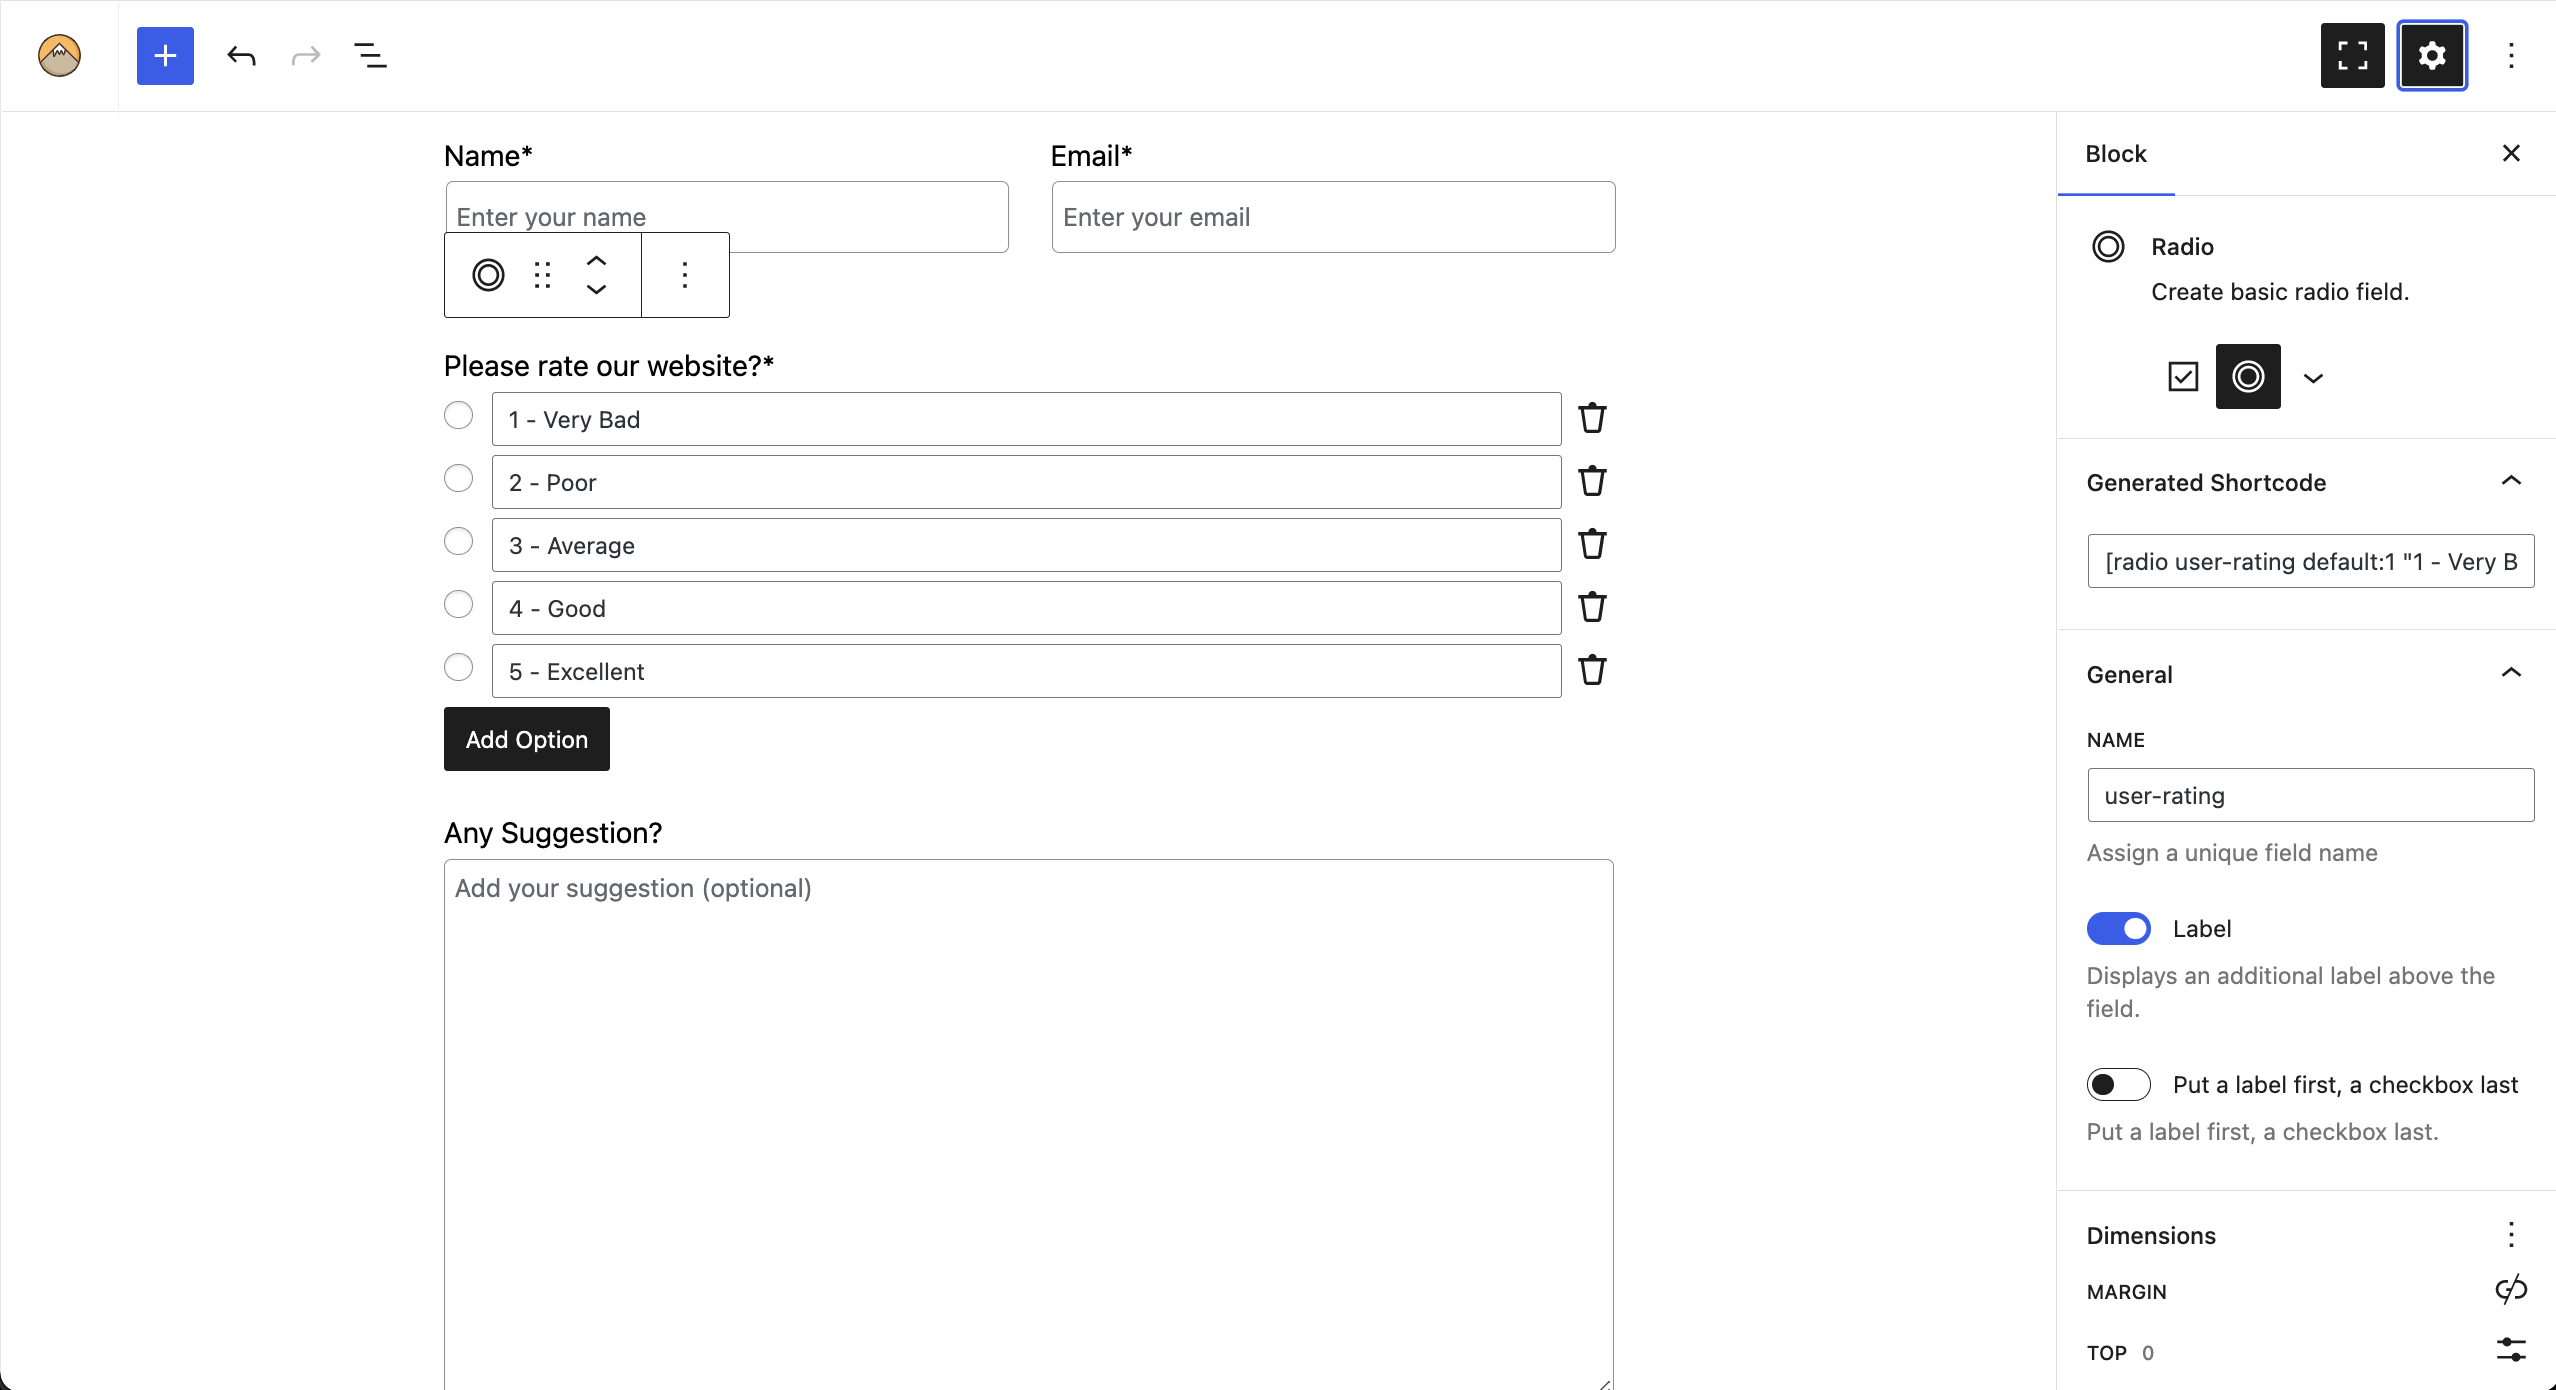 Name*
Email*
Enter your name
Enter your email
Please rate our website?*
1 - Very Bad
2 - Poor
3 - Average
4 - Good
5 - Excellent
Add Option
Any Suggestion?
Add your suggestion (optional)
Block
Radio
Create basic radio field.
Generated Shortcode
[radio user-rating default:1 "1 - Very B
General
NAME
user-rating
Assign a unique field name
Label
Displays an additional label above the
field.
Put a label first, a checkbox last
Put a label first, a checkbox last.
Dimensions
MARGIN
TOP 0